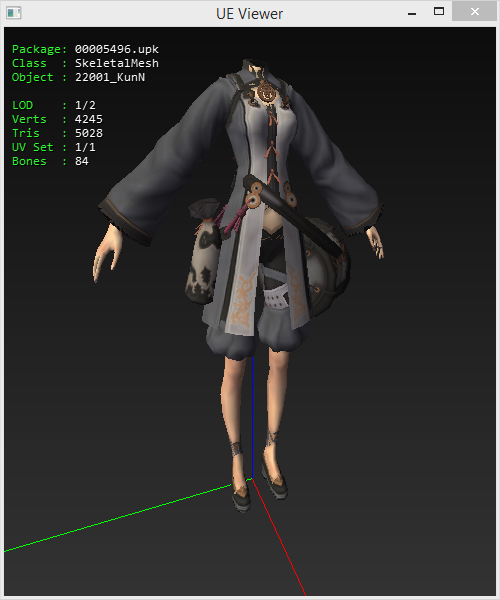 UE Viewer
Package: 00005496.upk
Class : SkeletalMesh
Object : 22001_KunN
LOD : 1/2
Verts : 4245
Tris : 5028
UV Set : 1/1
Bones : 84